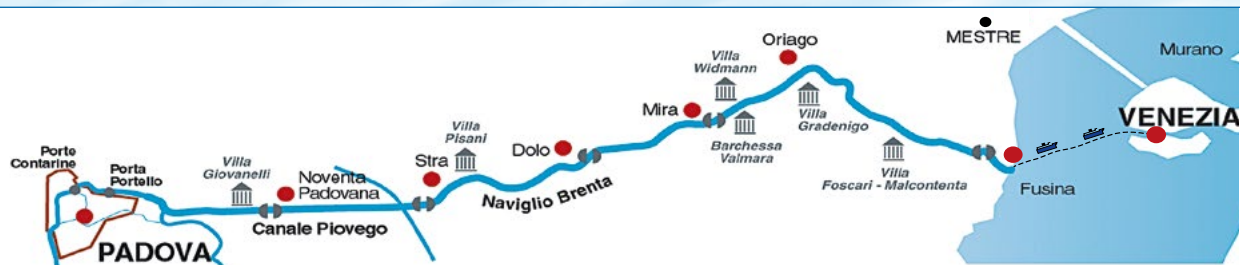 Porte
Contarine
Porta
Portello
PADOVA
Villa
Giovanelli
Noventa
Padovana
Canale Piovego
Stra
Villa
Pisani
Dolo
Naviglio Brenta
Mira
Villa
Widmann
Barchessa
Valmara
Oriago
Villa
Gradenigo
Villa
Foscari - Malcontenta
MESTRE
Fusina
Murano
VENEZIA